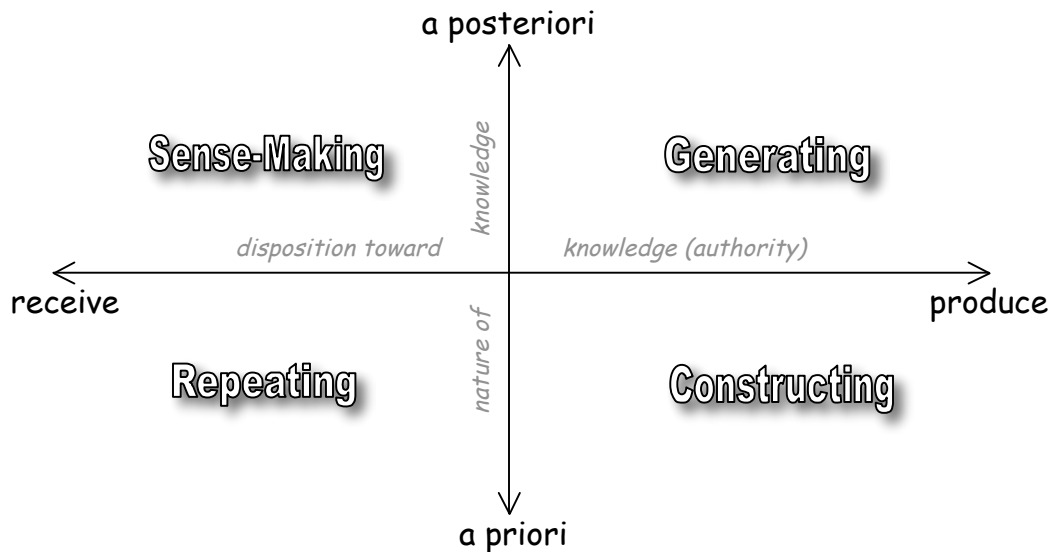 a posteriori
Sense-Making
knowledge
Generating
disposition toward
knowledge (authority)
receive
produce
nature of
Repeating
Constructing
a priori